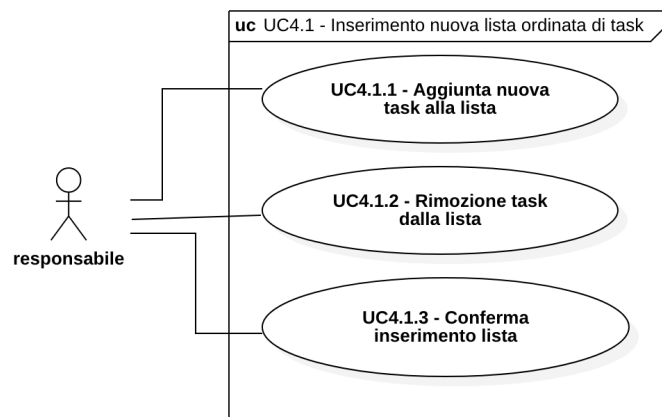 uc UC4.1 - Inserimento nuova lista ordinata di task
UC4.1.1 - Aggiunta nuova
task alla lista
UC4.1.2 - Rimozione task
dalla lista
responsabile
UC4.1.3 - Conferma
inserimento lista